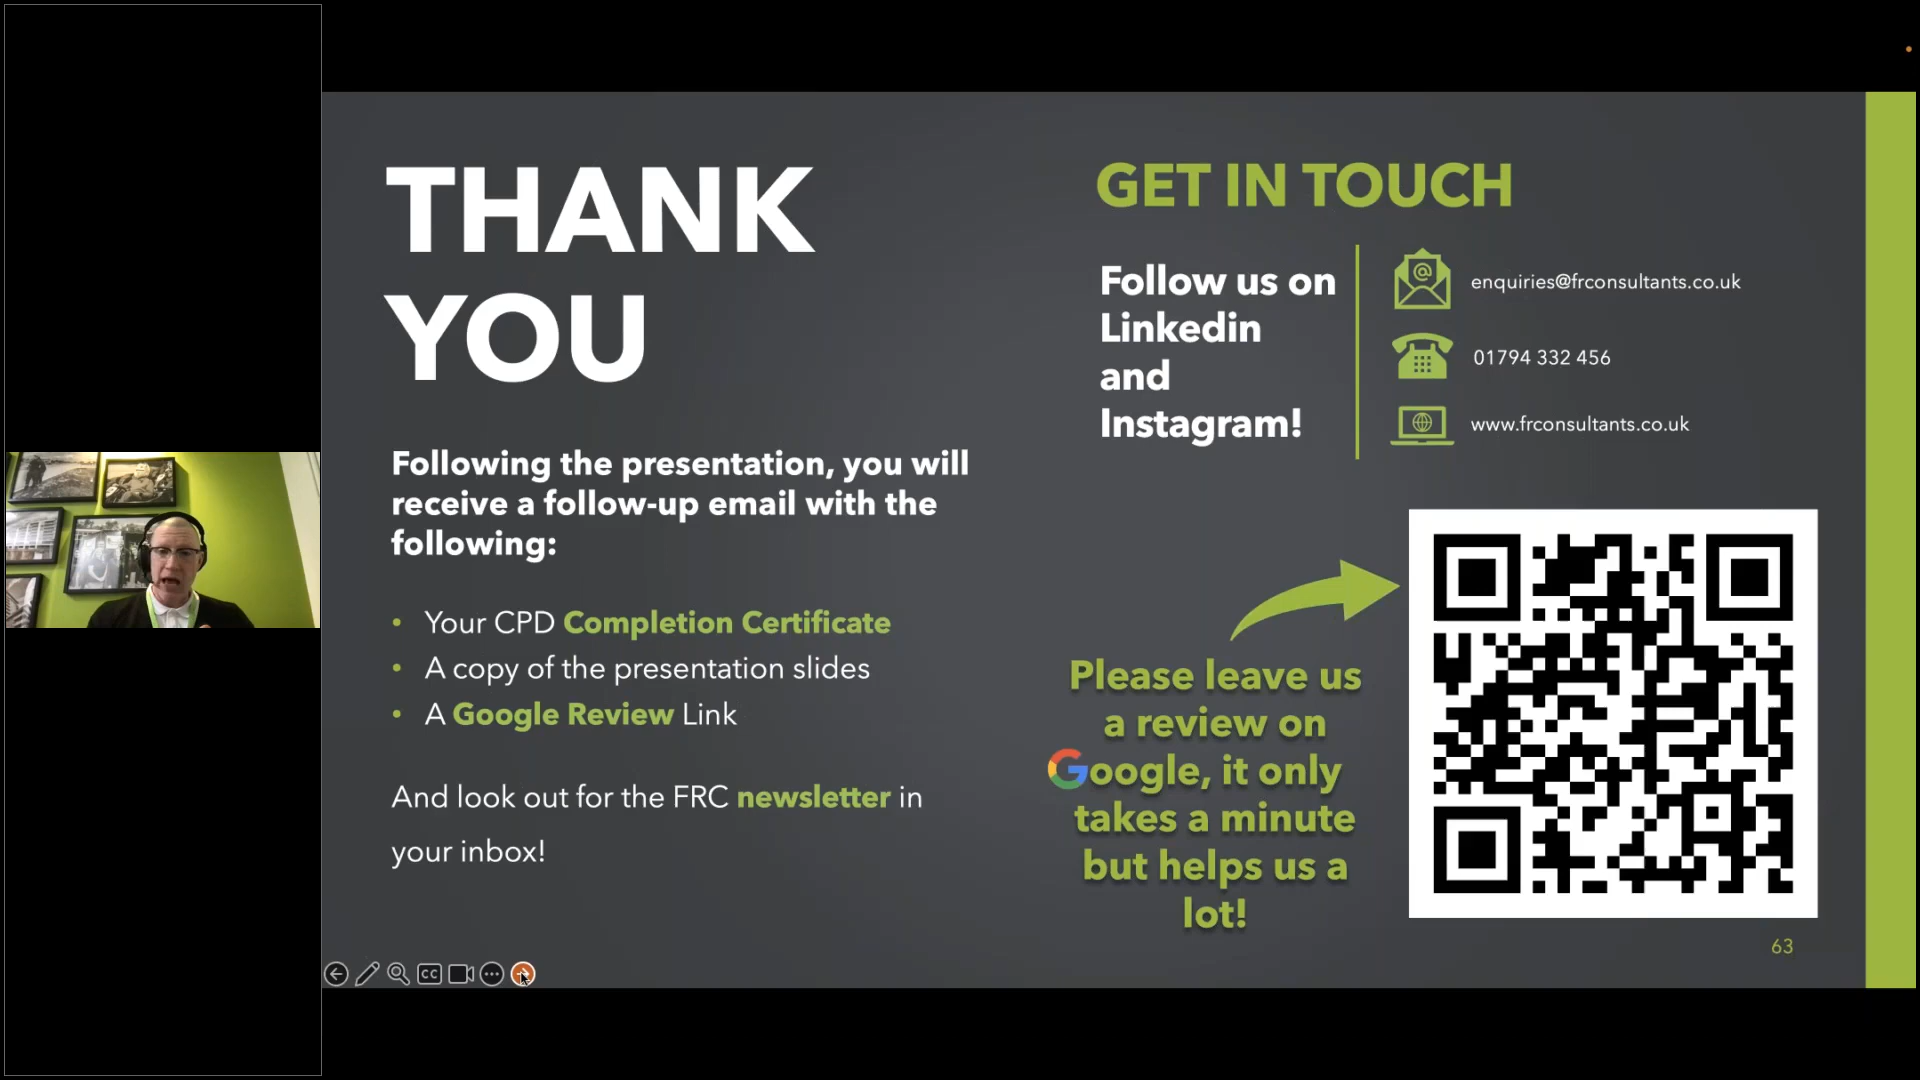 THANK
YOU
Following the presentation, you will
receive a follow-up email with the
following:
• Your CPD Completion Certificate
• A copy of the presentation slides
• A Google Review Link
And look out for the FRC newsletter in
your inbox!
GET IN TOUCH
Follow us on
Linkedin
and
Instagram!
enquiries@frconsultants.co.uk
01794 332 456
www.frconsultants.co.uk
Please leave us
a review on
Google, it only
takes a minute
but helps us a
lot!
63
CC